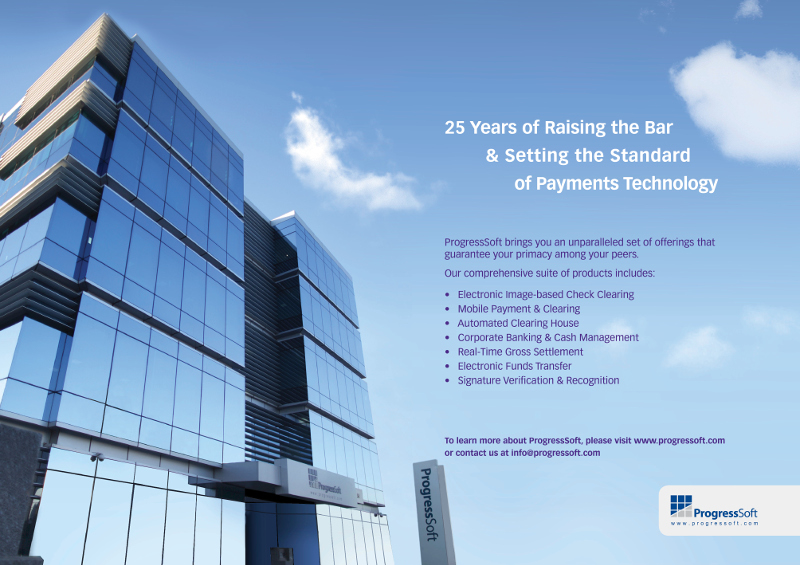 25 Years of Raising the Bar
& Setting the Standard
of Payments Technology
ProgressSoft brings you an unparalleled set of offerings that
guarantee your primacy among your peers.
Our comprehensive suite of products includes:
• Electronic Image-based Check Clearing
• Mobile Payment & Clearing
• Automated Clearing House
• Corporate Banking & Cash Management
• Real-Time Gross Settlement
• Electronic Funds Transfer
• Signature Verification & Recognition
To learn more about ProgressSoft, please visit www.progressoft.com
or contact us at info@progressoft.com
ProgressSoft
ProgressSoft
ProgressSoft
www.progressoft.com